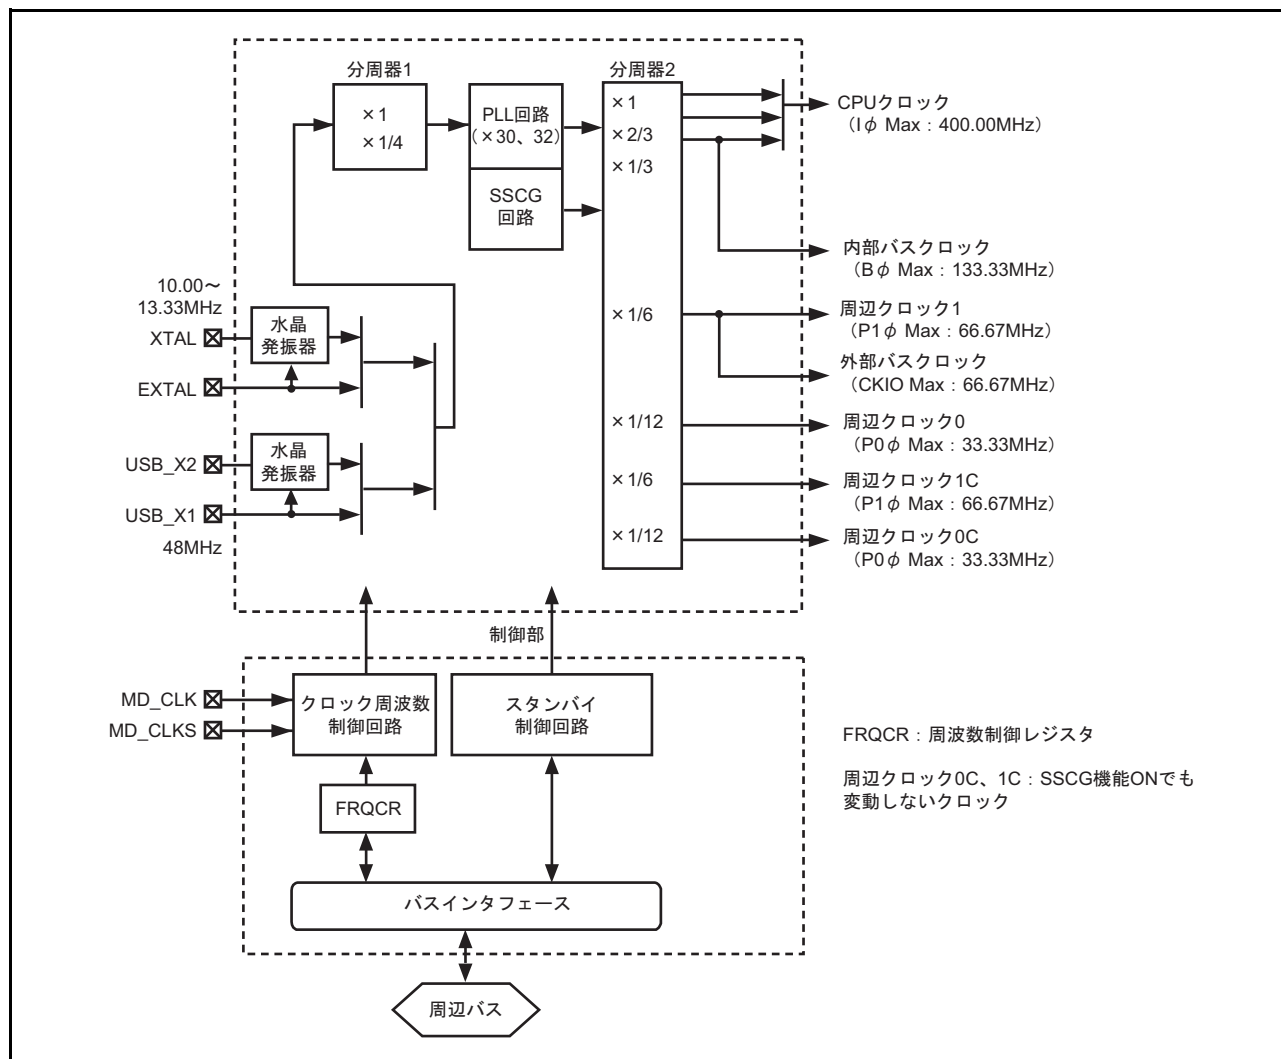 分周器1
×1
×1/4
PLL回路
(×30、32)
SSCG
回路
分周器2
×1
×2/3
×1/3
×1/6
×1/12
×1/6
×1/12
CPUクロック
（Iφ Max：400.00MHz）
内部バスクロック
（Bφ Max：133.33MHz）
周辺クロック1
（P1φ Max：66.67MHz）
外部バスクロック
（CKIO Max：66.67MHz）
周辺クロック0
（P0φ Max：33.33MHz）
周辺クロック1C
（P1φ Max：66.67MHz）
周辺クロック0C
（P0φ Max：33.33MHz）
10.00～
13.33MHz
XTAL
水晶
発振器
EXTAL
USB_X2
水晶
発振器
USB_X1
48MHz
制御部
MD_CLK
MD_CLKS
クロック周波数
制御回路
スタンバイ
制御回路
FRQCR
バスインタフェース
周辺バス
FRQCR：周波数制御レジスタ
周辺クロック0C、1C：SSCG機能ONでも
変動しないクロック